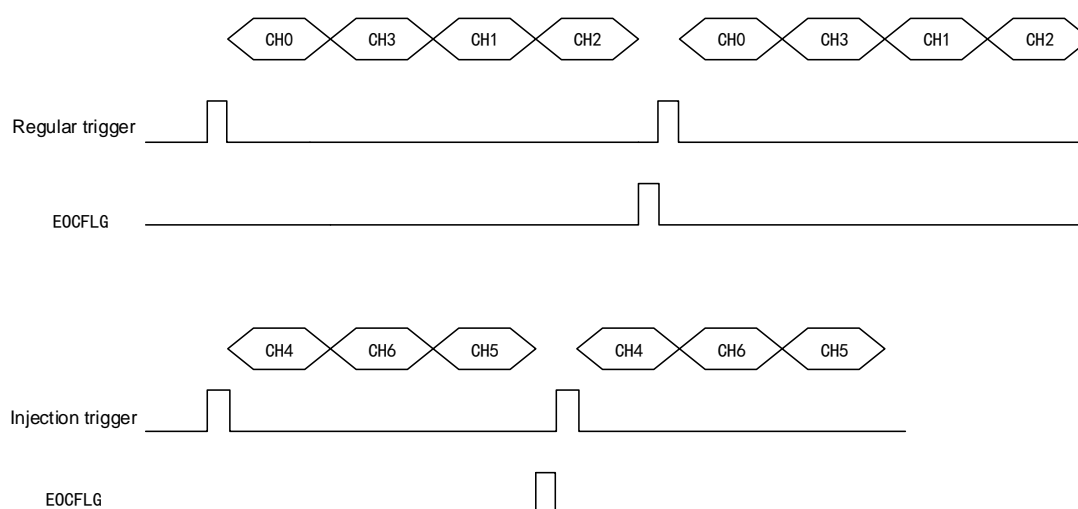 CH0 CH3 CH1 CH2 CH0 CH3 CH1 CH2
Regular trigger
EOCFLG
CH4 CH6 CH5 CH4 CH6 CH5
Injection trigger
EOCFLG